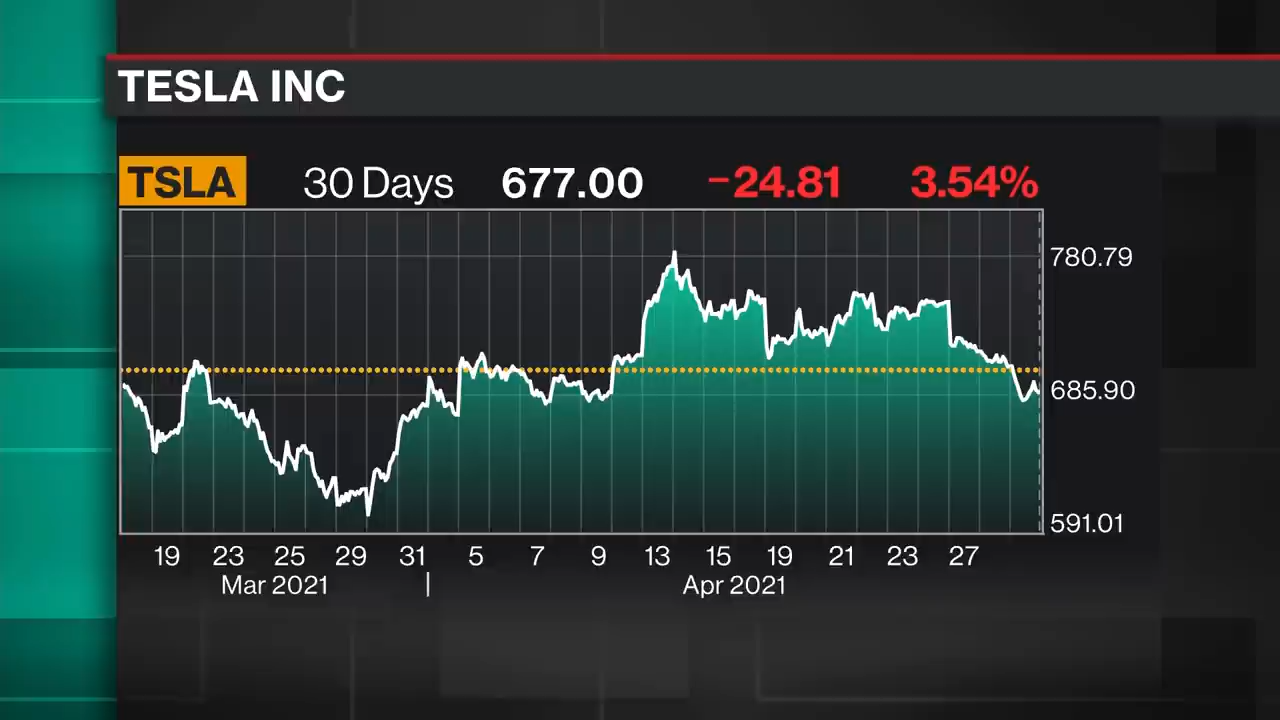 TESLA INC
TSLA 30 Days 677.00 −24.81 3.54%
780.79
685.90
591.01
19 23 25 29 31 5 7 9 13 15 19 21 23 27
Mar 2021 | Apr 2021